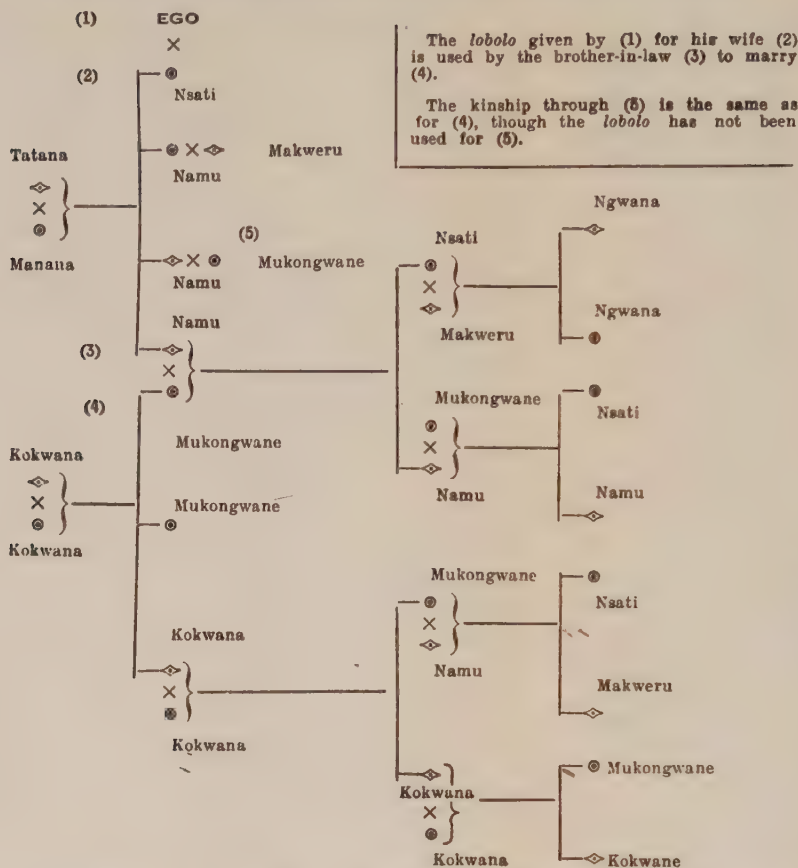 (1) EGO
The lobolo given by (1) for his wife (2)
is used by the brother-in-law (3) to marry
(4).
The kinship through (5) is the same as
for (4), though the lobolo has not been
used for (5).
(2)
Nsati
Tatana
Makweru
Namu
Manana
(5)
Mukongwane
Namu
Namu
(3)
(4)
Nsati
Makweru
Ngwana
Ngwana
Mukongwane
Namu
Nsati
Namu
Kokwana
Kokwana
Mukongwane
Mukongwane
Kokwana
Kokwana
Mukongwane
Namu
Nsati
Makweru
Kokwana
Kokwana
Mukongwane
Kokwane